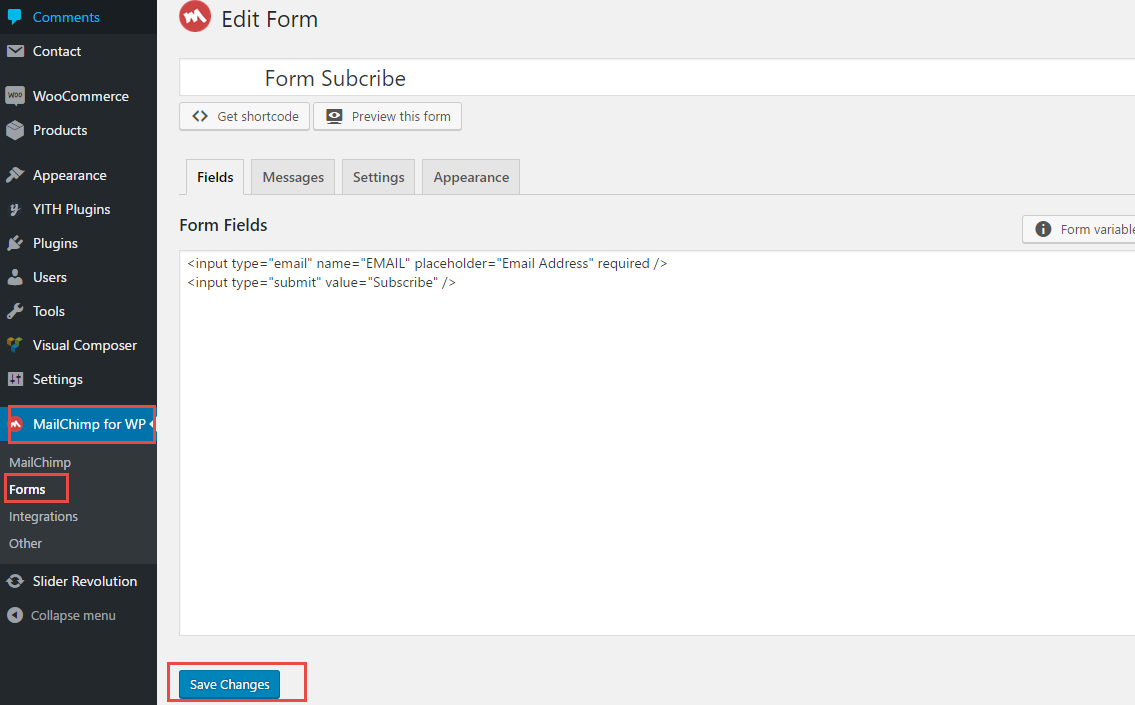 Comments
Contact
WooCommerce
Products
Appearance
YITH Plugins
Plugins
Users
Tools
Visual Composer
Settings
MailChimp for WP
MailChimp
Forms
Integrations
Other
Slider Revolution
Collapse menu
Edit Form
Form Subcribe
Get shortcode
Preview this form
Fields
Messages
Settings
Appearance
Form Fields
Form variable
<input type="email" name="EMAIL" placeholder="Email Address" required />
<input type="submit" value="Subscribe" />
Save Changes